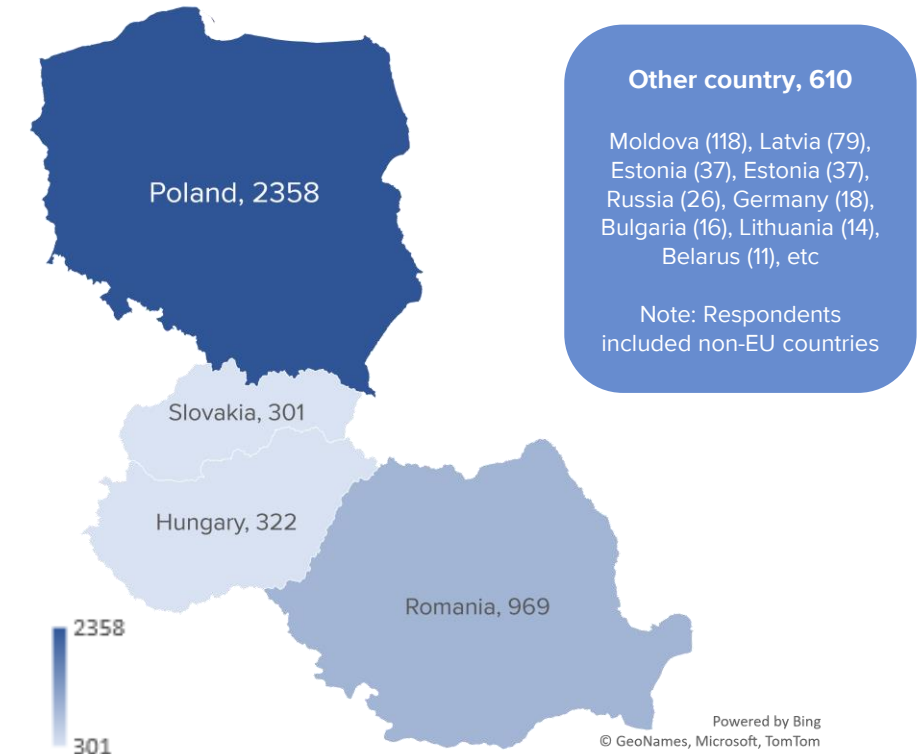 Other country, 610
Moldova (118), Latvia (79),
Estonia (37), Estonia (37),
Russia (26), Germany (18),
Bulgaria (16), Lithuania (14),
Belarus (11), etc
Note: Respondents
included non-EU countries
Poland, 2358
Slovakia, 301
Hungary, 322
Romania, 969
2358
301
Powered by Bing
© GeoNames, Microsoft, TomTom